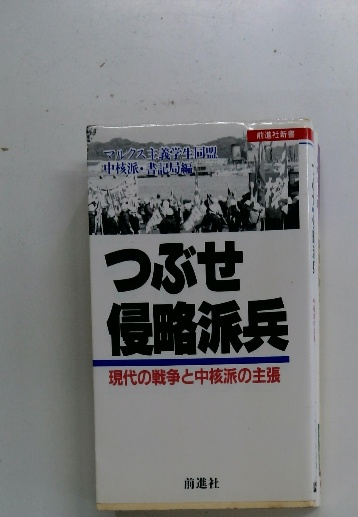 前進社新書
マルクス主義学生同盟
中核派・書記局編
つぶせ
侵略派兵
現代の戦争と中核派の主張
前進社